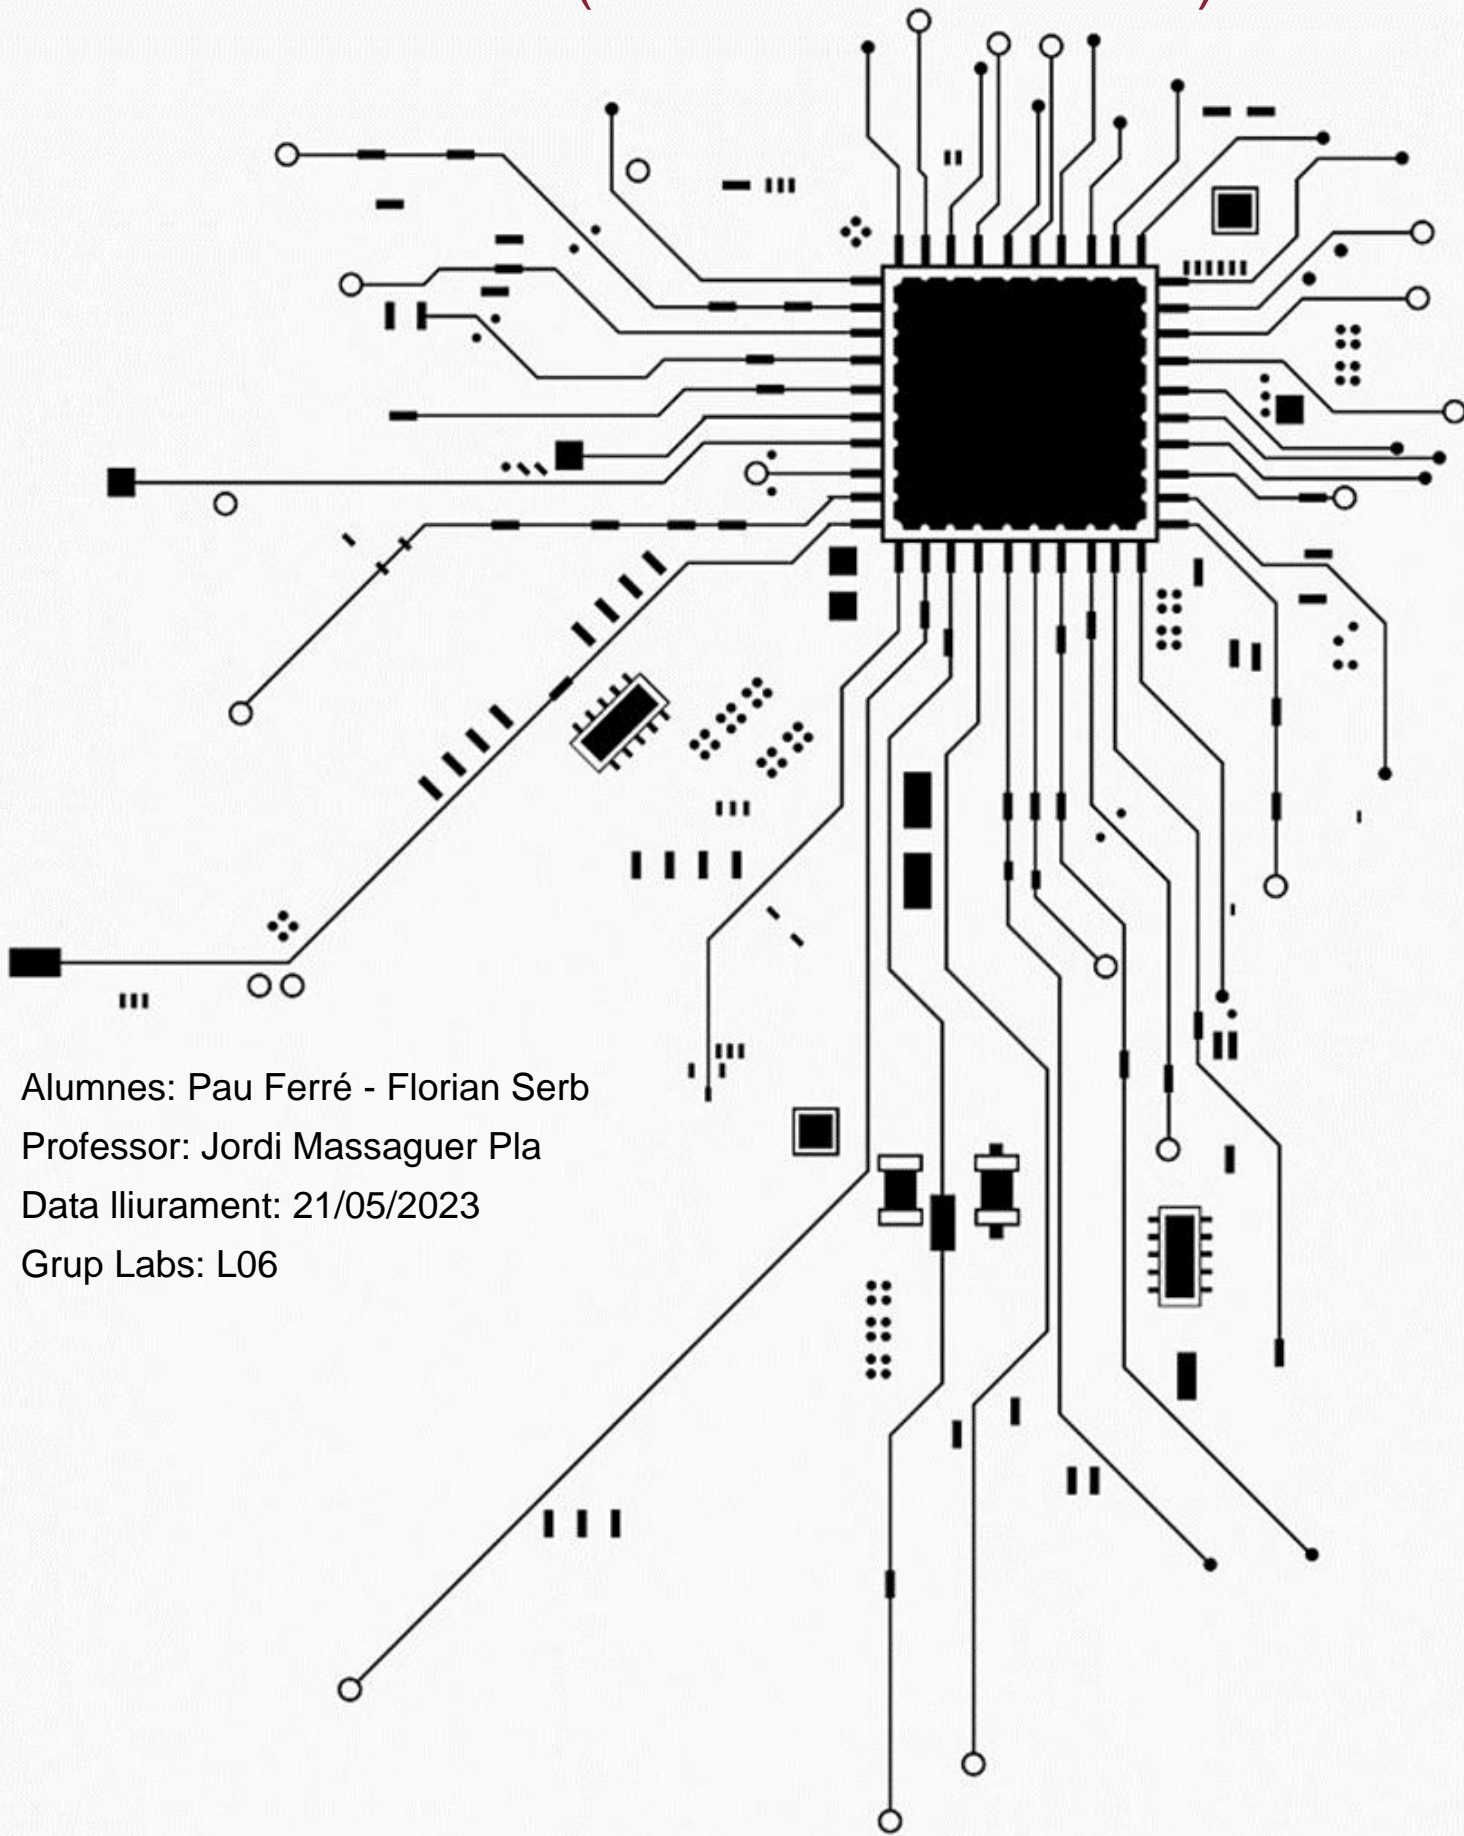 Alumnes: Pau Ferré - Florian Serb
Professor: Jordi Massaguer Pla
Data lliurament: 21/05/2023
Grup Labs: L06